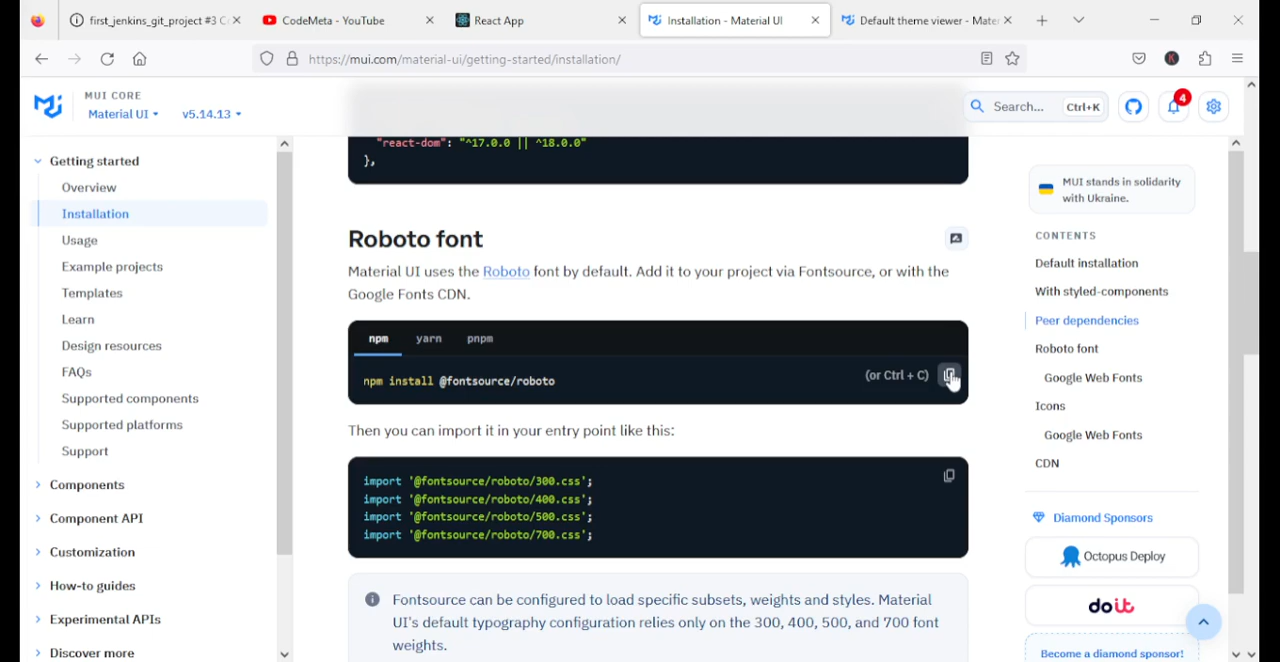 first_jenkins_git_project #3 C
CodeMeta - YouTube
React App
Installation - Material UI
Default theme viewer - Mate
https://mui.com/material-ui/getting-started/installation/
K
MUI CORE
Material UI
v5.14.13
Search...
Ctrl+K
4
Getting started
Overview
Installation
Usage
Example projects
Templates
Learn
Design resources
FAQs
Supported components
Supported platforms
Support
Components
Component API
Customization
How-to guides
Experimental APIs
Discover more
"react-dom": "^17.0.0 || ^18.0.0"
},
Roboto font
Material UI uses the Roboto font by default. Add it to your project via Fontsource, or with the
Google Fonts CDN.
npm
yarn
pnpm
npm install @fontsource/roboto
(or Ctrl + C)
Then you can import it in your entry point like this:
import '@fontsource/roboto/300.css';
import '@fontsource/roboto/400.css';
import '@fontsource/roboto/500.css';
import '@fontsource/roboto/700.css';
Fontsource can be configured to load specific subsets, weights and styles. Material
UI's default typography configuration relies only on the 300, 400, 500, and 700 font
weights.
MUI stands in solidarity
with Ukraine.
CONTENTS
Default installation
With styled-components
Peer dependencies
Roboto font
Google Web Fonts
Icons
Google Web Fonts
CDN
Diamond Sponsors
Octopus Deploy
doit
Become a diamond sponsor!